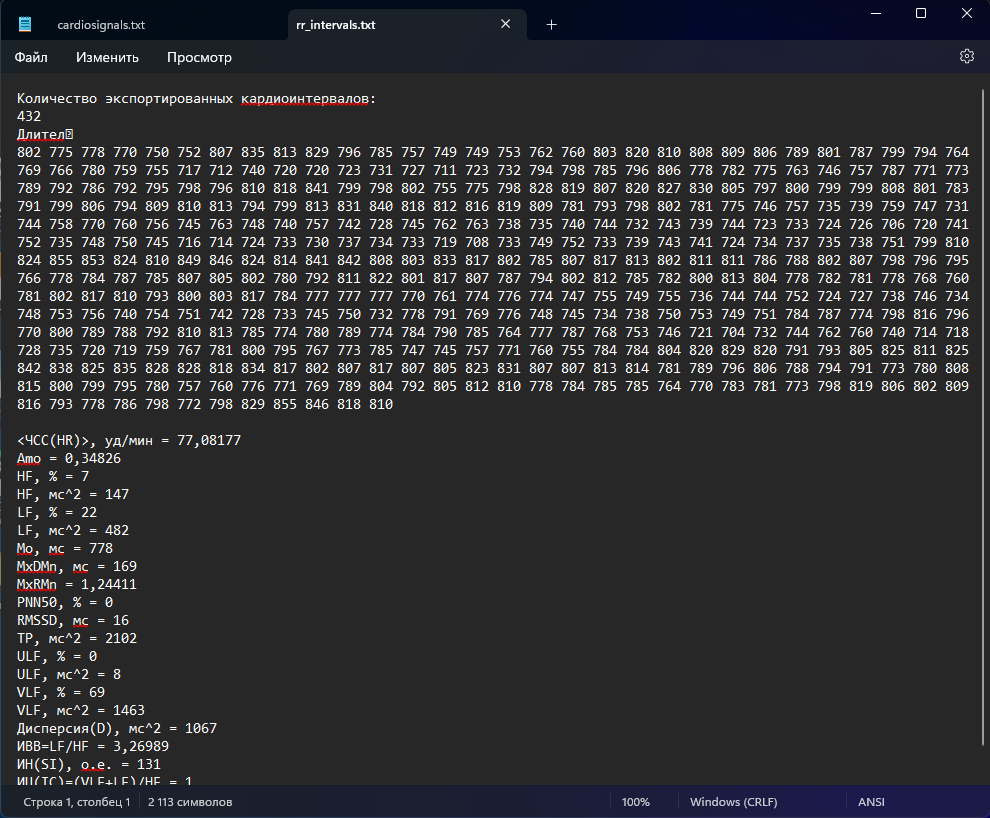 cardiosignals.txt
rr_intervals.txt
Файл Изменить Просмотр
Количество экспортированных кардиоинтервалов:
432
Длител
802 775 778 770 750 752 807 835 813 829 796 785 757 749 749 753 762 760 803 820 810 808 809 806 789 801 787 799 794 764
769 766 780 759 755 717 712 740 720 720 723 731 727 711 723 732 794 798 785 796 806 778 782 775 763 746 757 787 771 773
789 792 786 792 795 798 796 810 818 841 799 798 802 755 775 798 828 819 807 820 827 830 805 797 800 799 799 808 801 783
791 799 806 794 809 810 813 794 799 813 831 840 818 812 816 819 809 781 793 798 802 781 775 746 757 735 739 759 747 731
744 758 770 760 756 745 763 748 740 757 742 728 745 762 763 738 735 740 744 732 743 739 744 723 733 724 726 706 720 741
752 735 748 750 745 716 714 724 733 730 737 734 733 719 708 733 749 752 733 739 743 741 724 734 737 735 738 751 799 810
824 855 853 824 810 849 846 824 814 841 842 808 803 833 817 802 785 807 817 813 802 811 811 786 788 802 807 798 796 795
766 778 784 787 785 807 805 802 780 792 811 822 801 817 807 787 794 802 812 785 782 800 813 804 778 782 781 778 768 760
781 802 817 810 793 800 803 817 784 777 777 777 770 761 774 776 774 747 755 749 755 736 744 744 752 724 727 738 746 734
748 753 756 740 754 751 742 728 733 745 750 732 778 791 769 776 748 745 734 738 750 753 749 751 784 787 774 798 816 796
770 800 789 788 792 810 813 785 774 780 789 774 784 790 785 764 777 787 768 753 746 721 704 732 744 762 760 740 714 718
728 735 720 719 759 767 781 800 795 767 773 785 747 745 757 771 760 755 784 784 804 820 829 820 791 793 805 825 811 825
842 838 825 835 828 828 818 834 817 802 807 817 807 805 823 831 807 807 813 814 781 789 796 806 788 794 791 773 780 808
815 800 799 795 780 757 760 776 771 769 789 804 792 805 812 810 778 784 785 785 764 770 783 781 773 798 819 806 802 809
816 793 778 786 798 772 798 829 855 846 818 810
<ЧСС(HR)>, уд/мин = 77,08177
Amo = 0,34826
HF, % = 7
HF, мс^2 = 147
LF, % = 22
LF, мс^2 = 482
Mo, мс = 778
MxDMn, мс = 169
MxRMn = 1,24411
PNN50, % = 0
RMSSD, мс = 16
TP, мс^2 = 2102
ULF, % = 0
ULF, мс^2 = 8
VLF, % = 69
VLF, мс^2 = 1463
Дисперсия(D), мс^2 = 1067
ИВВ=LF/HF = 3,26989
ИН(SI), о.е. = 131
ИЦ(IC)=(VLF+LF)/HF = 1
Строка 1, столбец 1 2 113 символов 100% Windows (CRLF) ANSI